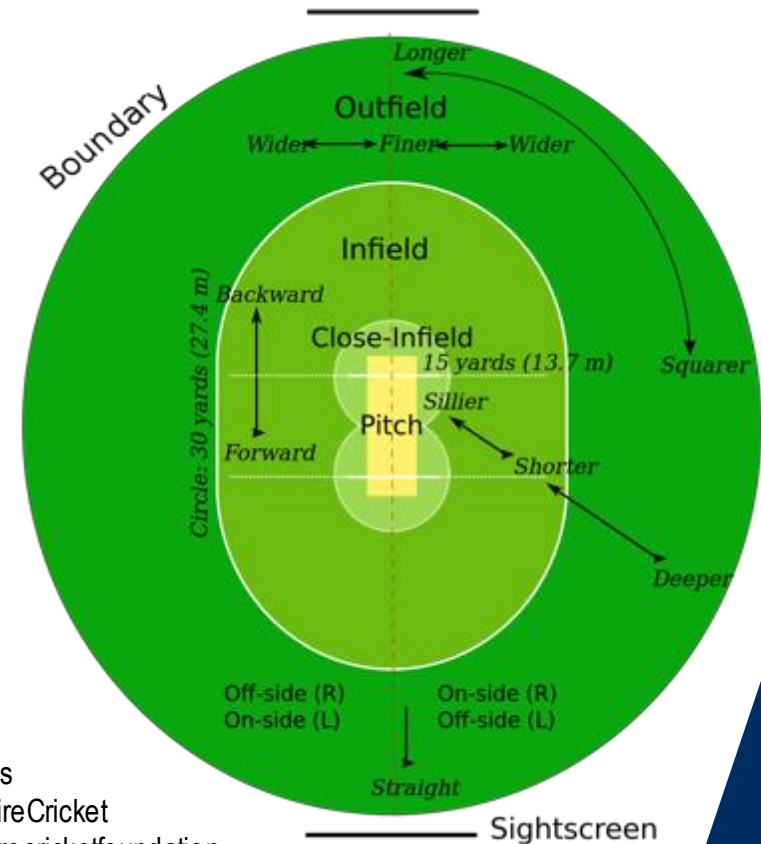 Longer
Boundary
Outfield
Wider Finer Wider
Infield
Backward
Circle: 30 yards (27.4 m)
Close-Infield
15 yards (13.7 m)
Squarer
Sillier
Pitch
Forward
Shorter
Deeper
Off-side (R)
On-side (L)
On-side (R)
Off-side (L)
Straight
Sightscreen
ireCricket